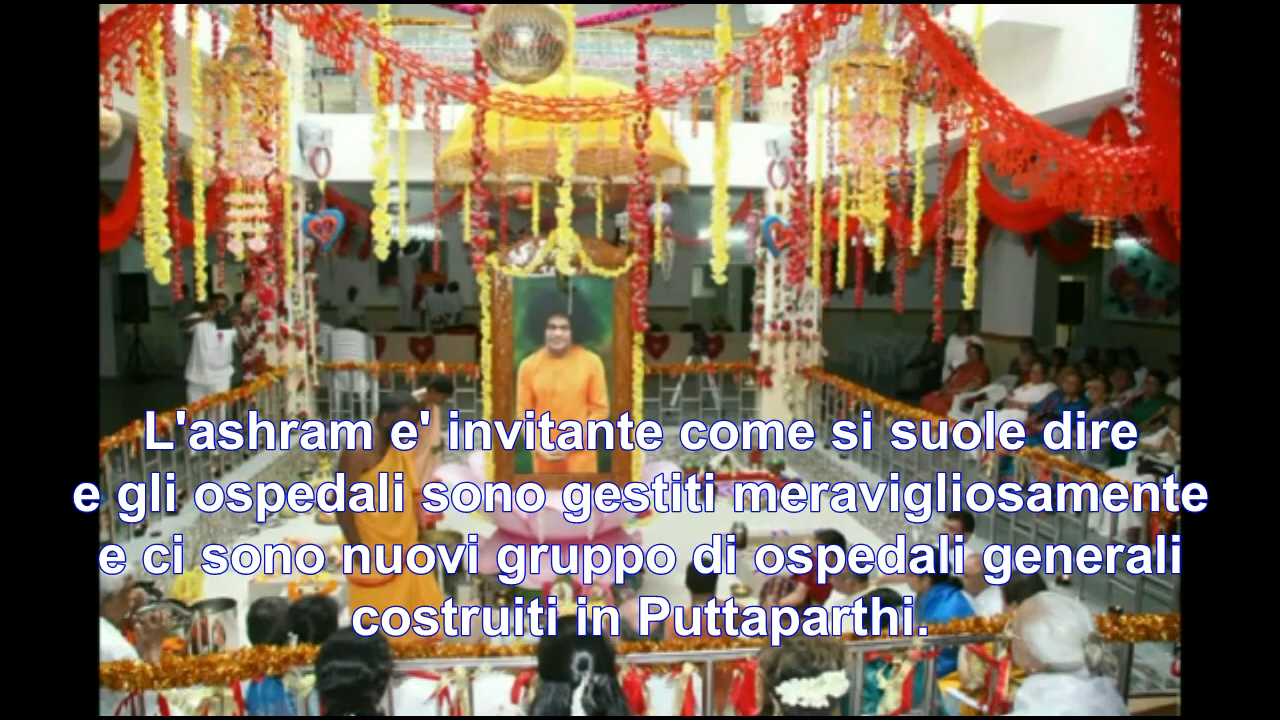 L'ashram e' invitante come si suole dire
e gli ospedali sono gestiti meravigliosamente
e ci sono nuovi gruppo di ospedali generali
costruiti in Puttaparthi.